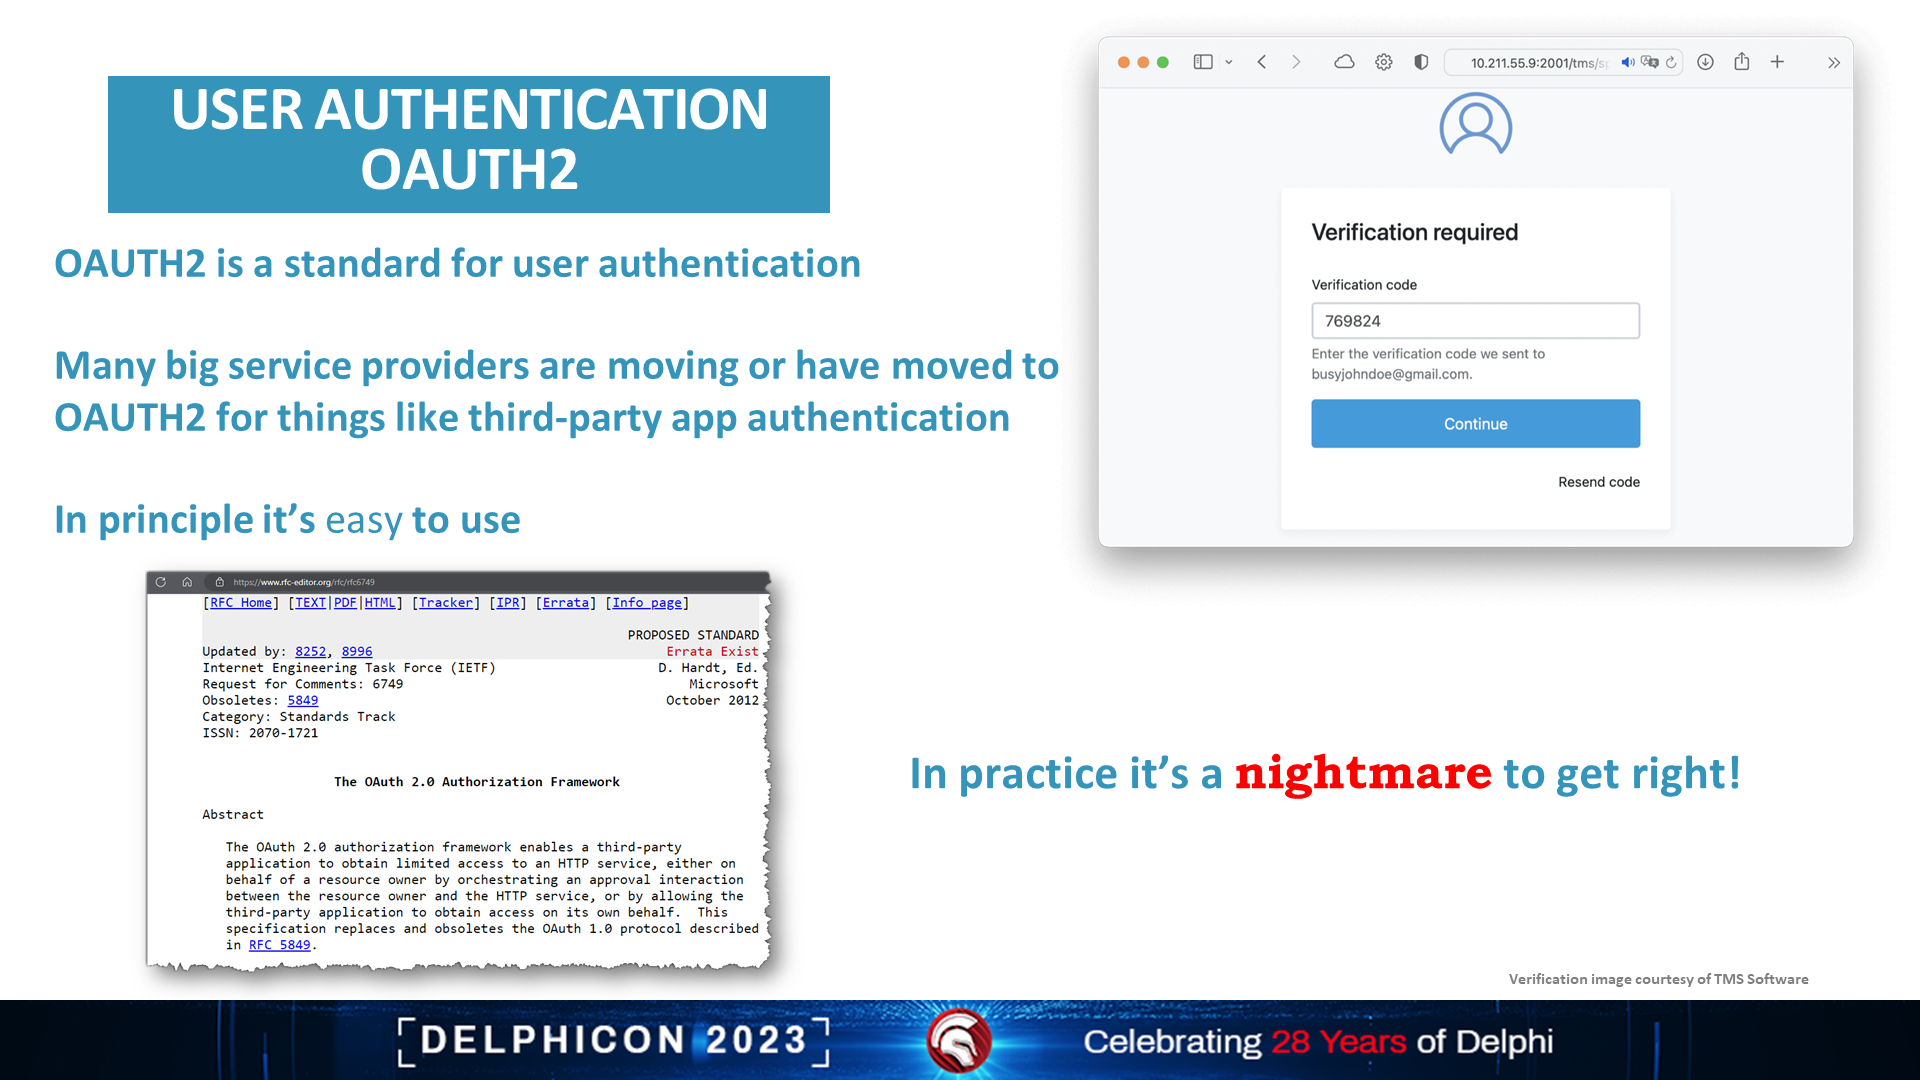 USER AUTHENTICATION
OAUTH2
OAUTH2 is a standard for user authentication
Many big service providers are moving or have moved to
OAUTH2 for things like third-party app authentication
In principle it’s easy to use
10.211.55.9:2001/tms/s
Verification required
Verification code
769824
Enter the verification code we sent to
busyjohndoe@gmail.com.
Continue
Resend code
https://www.rfc-editor.org/rfc/rfc6749
[RFC Home] [TEXT|PDF|HTML] [Tracker] [IPR] [Errata] [Info page]
PROPOSED STANDARD
Updated by: 8252, 8996 Errata Exist
Internet Engineering Task Force (IETF) D. Hardt, Ed.
Request for Comments: 6749 Microsoft
Obsoletes: 5849 October 2012
Category: Standards Track
ISSN: 2070-1721
The OAuth 2.0 Authorization Framework
Abstract
The OAuth 2.0 authorization framework enables a third-party
application to obtain limited access to an HTTP service, either on
behalf of a resource owner by orchestrating an approval interaction
between the resource owner and the HTTP service, or by allowing the
third-party application to obtain access on its own behalf. This
specification replaces and obsoletes the OAuth 1.0 protocol described
in RFC 5849.
In practice it’s a nightmare to get right!
Verification image courtesy of TMS Software
DELPHICON 2023
Celebrating 28 Years of Delphi